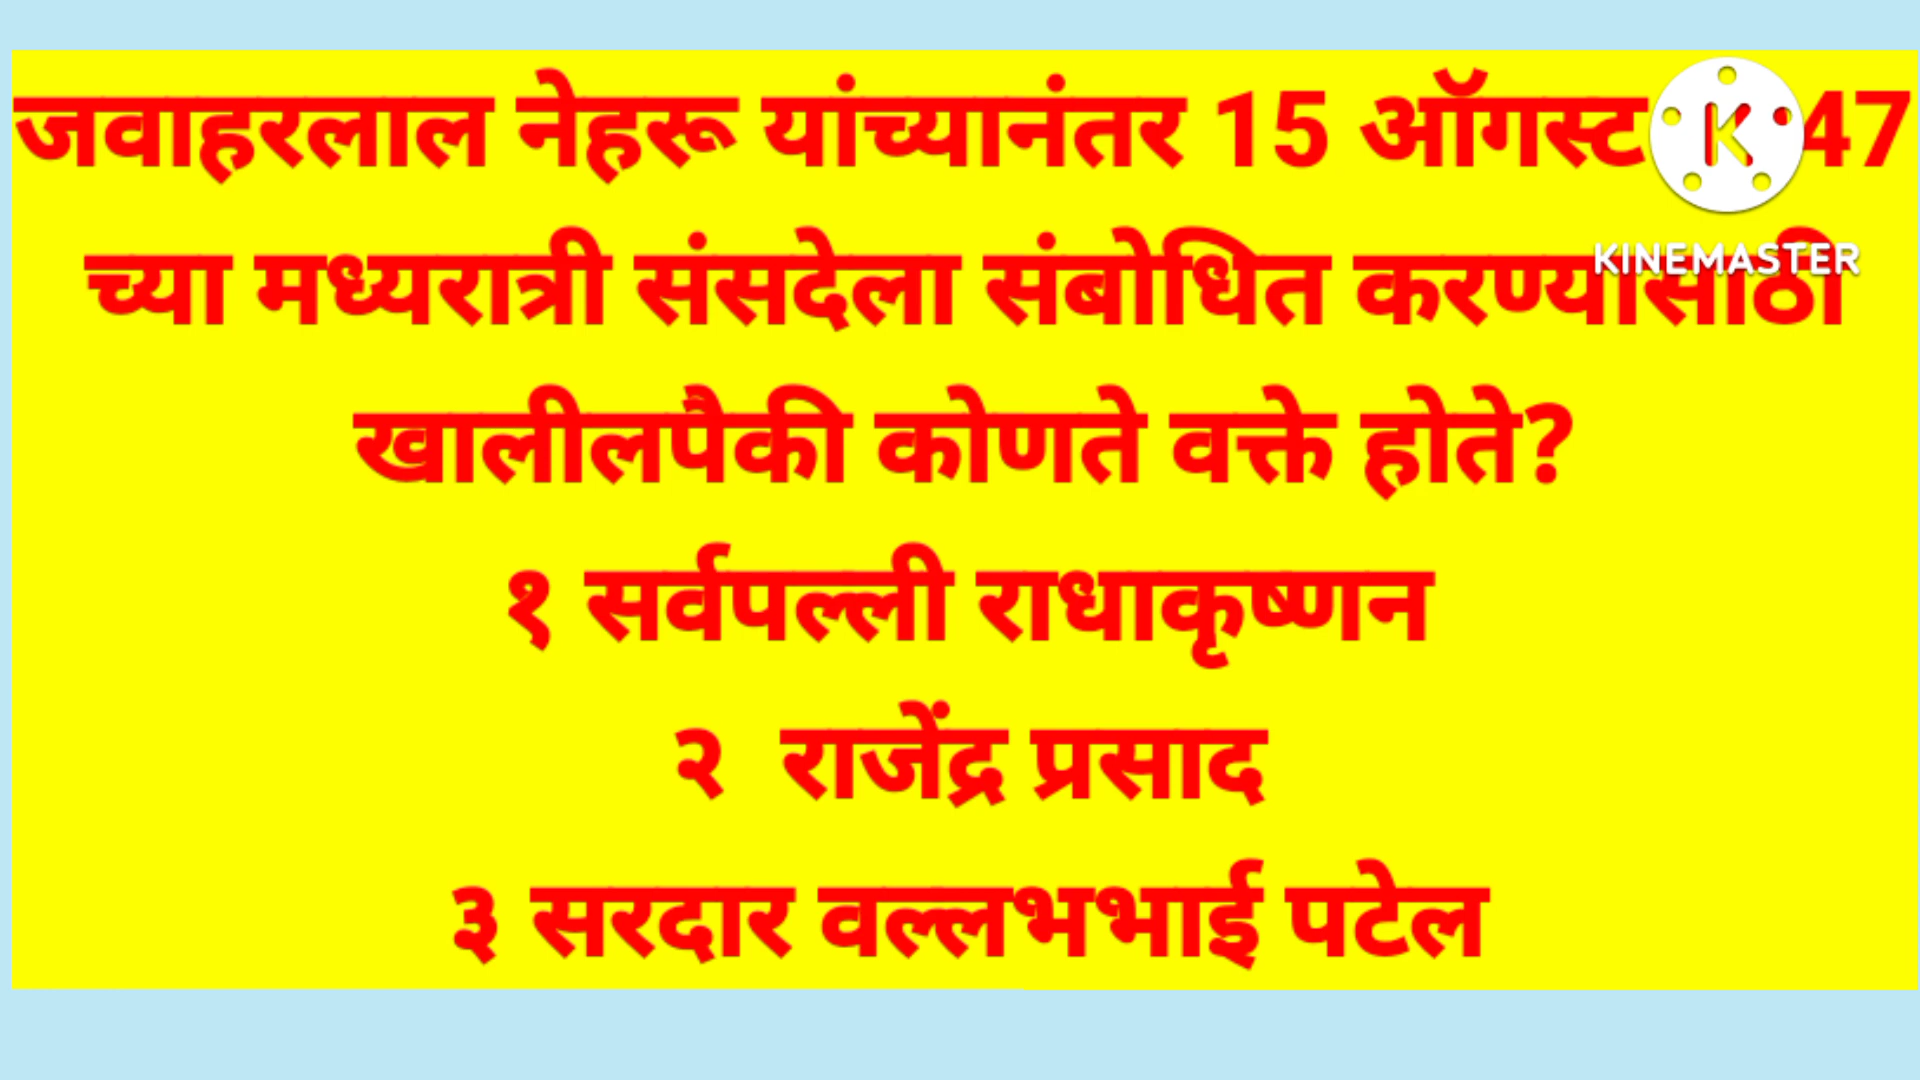 जवाहरलाल नेहरू यांच्यानंतर 15 ऑगस्ट 47
च्या मध्यरात्री संसदेला संबोधित करण्यासाठी
KINEMASTER
खालीलपैकी कोणते वक्ते होते?
१ सर्वपल्ली राधाकृष्णन
२ राजेंद्र प्रसाद
३ सरदार वल्लभभाई पटेल